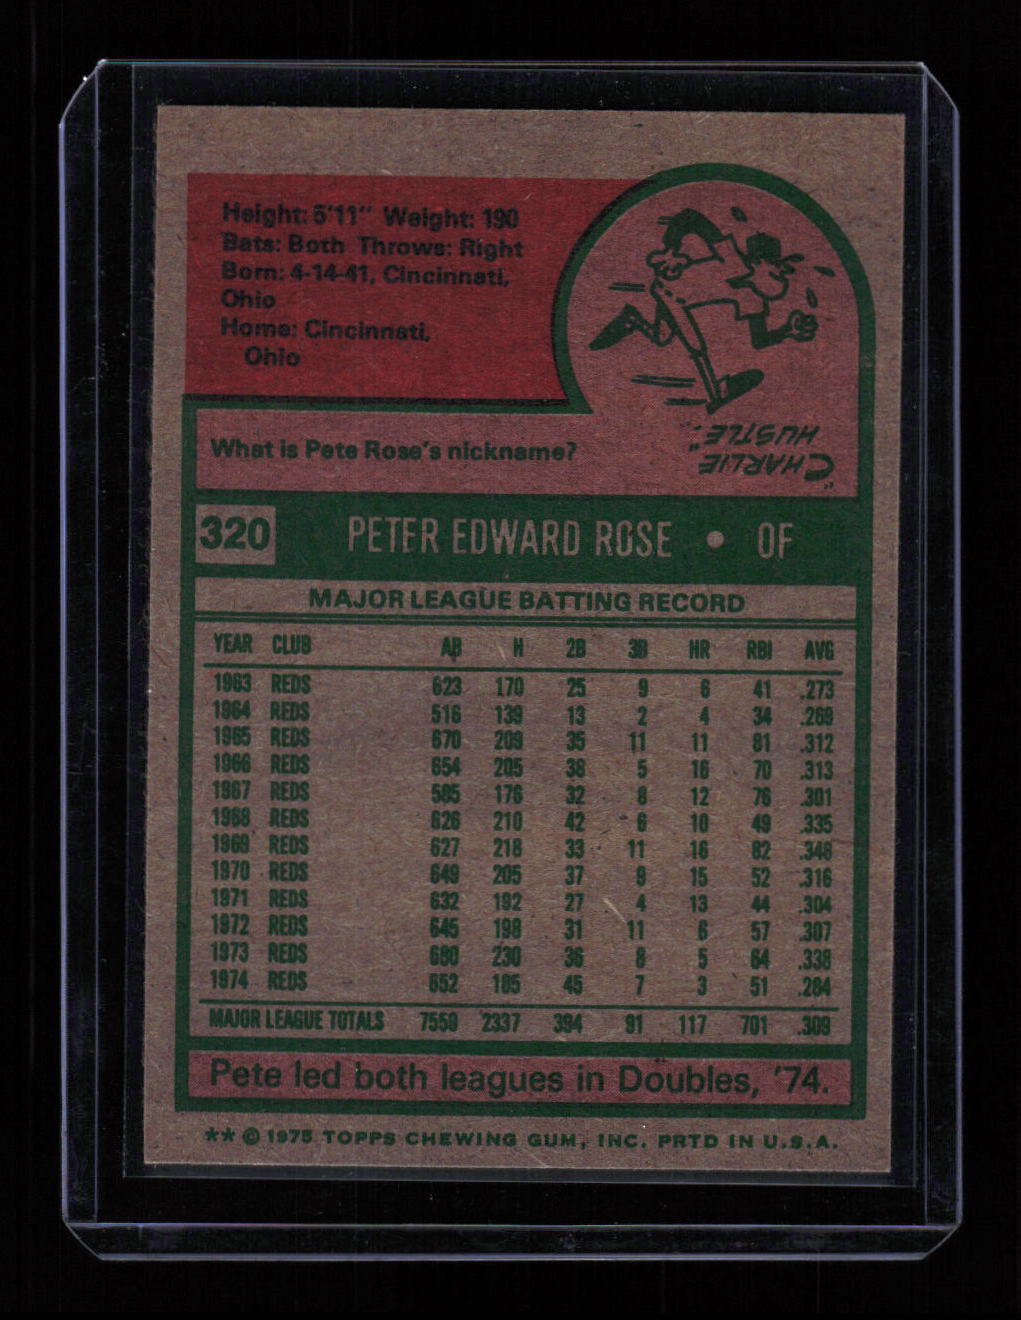 Height: 5'11" Weight: 190
Bats: Both Throws: Right
Born: 4-14-41, Cincinnati,
Ohio
Home: Cincinnati,
Ohio
What is Pete Rose's nickname?
"CHARLIE
HUSTLE."
320 PETER EDWARD ROSE • OF
MAJOR LEAGUE BATTING RECORD
YEAR CLUB AB H 2B 3B HR RBI AVG
1963 REDS 623 170 25 9 6 41 .273
1964 REDS 516 139 13 2 4 34 .269
1965 REDS 670 209 35 11 11 81 .312
1966 REDS 654 205 38 5 16 70 .313
1967 REDS 585 176 32 8 12 76 .301
1968 REDS 626 210 42 6 10 49 .335
1969 REDS 627 218 33 11 16 82 .348
1970 REDS 649 205 37 9 15 52 .316
1971 REDS 632 192 27 4 13 44 .304
1972 REDS 645 198 31 11 6 57 .307
1973 REDS 680 230 36 8 5 64 .338
1974 REDS 652 185 45 7 3 51 .284
MAJOR LEAGUE TOTALS 7559 2337 394 91 117 701 .309
Pete led both leagues in Doubles, '74.
** © 1975 TOPPS CHEWING GUM, INC. PRTD IN U.S.A.